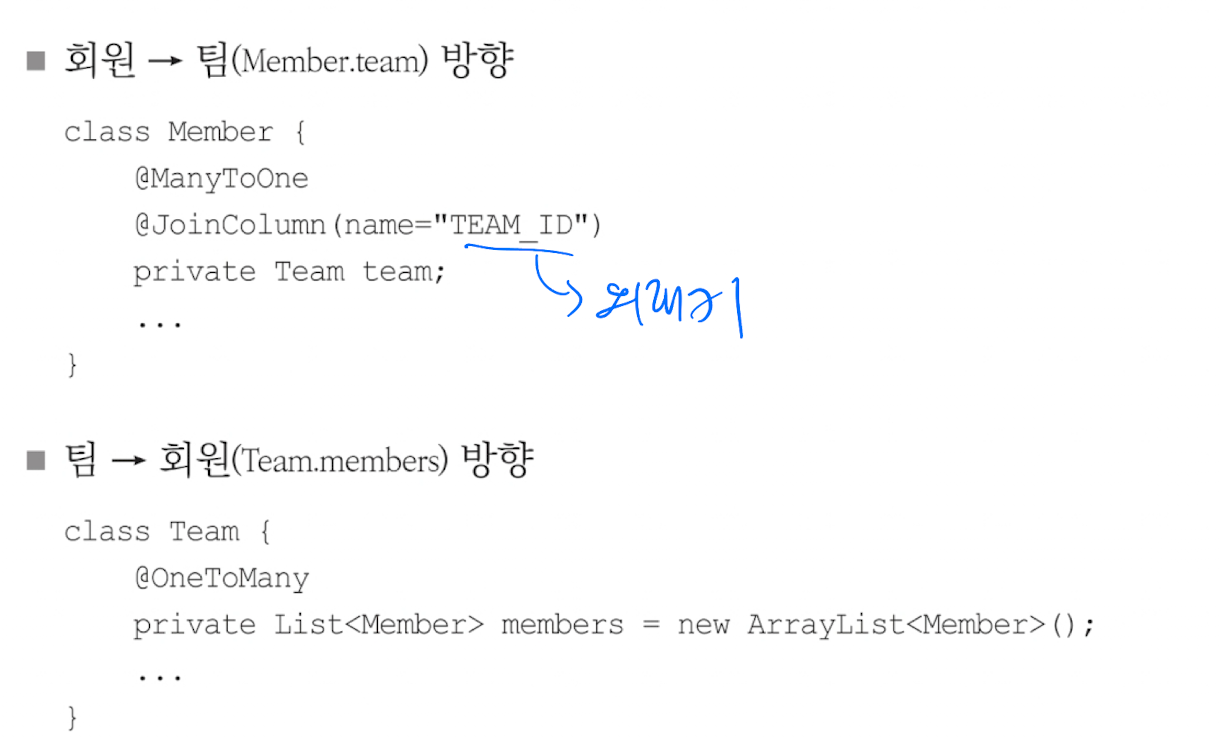 ■ 회원 → 팀(Member.team) 방향
class Member {
@ManyToOne
@JoinColumn(name="TEAM_ID")
private Team team;
외래키
...
}
■ 팀 → 회원(Team.members) 방향
class Team {
@OneToMany
private List<Member> members = new ArrayList<Member>();
...
}